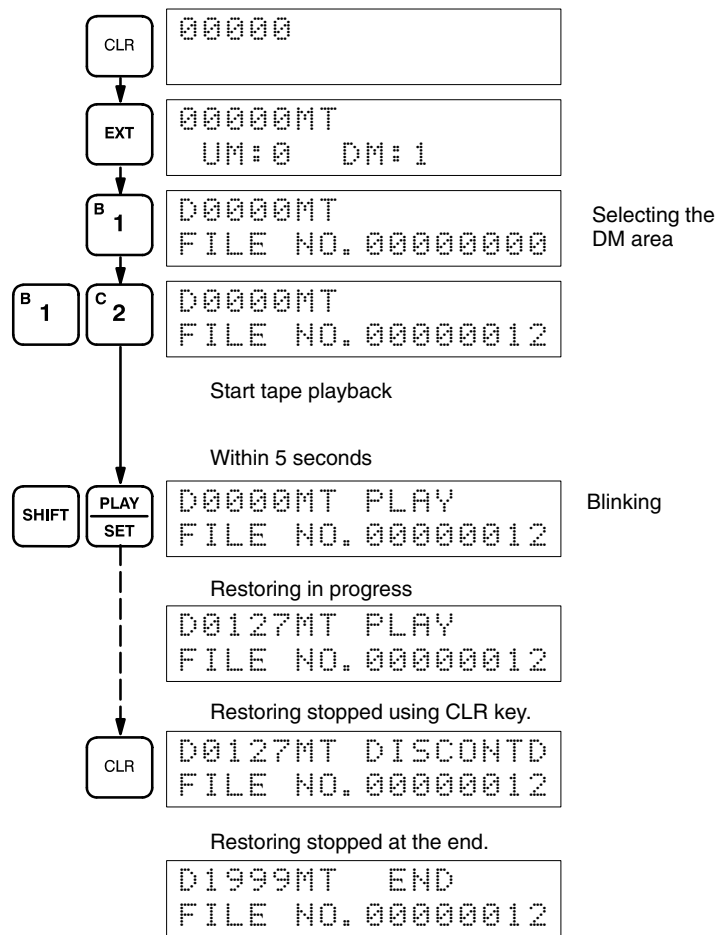 CLR
00000
EXT
00000MT
UM:0 DM:1
B 1
D0000MT
FILE NO.00000000
Selecting the
DM area
B 1
C 2
D0000MT
FILE NO.00000012
Start tape playback
Within 5 seconds
SHIFT
PLAY
SET
D0000MT PLAY
FILE NO.00000012
Blinking
Restoring in progress
D0127MT PLAY
FILE NO.00000012
Restoring stopped using CLR key.
CLR
D0127MT DISCONTD
FILE NO.00000012
Restoring stopped at the end.
D1999MT END
FILE NO.00000012